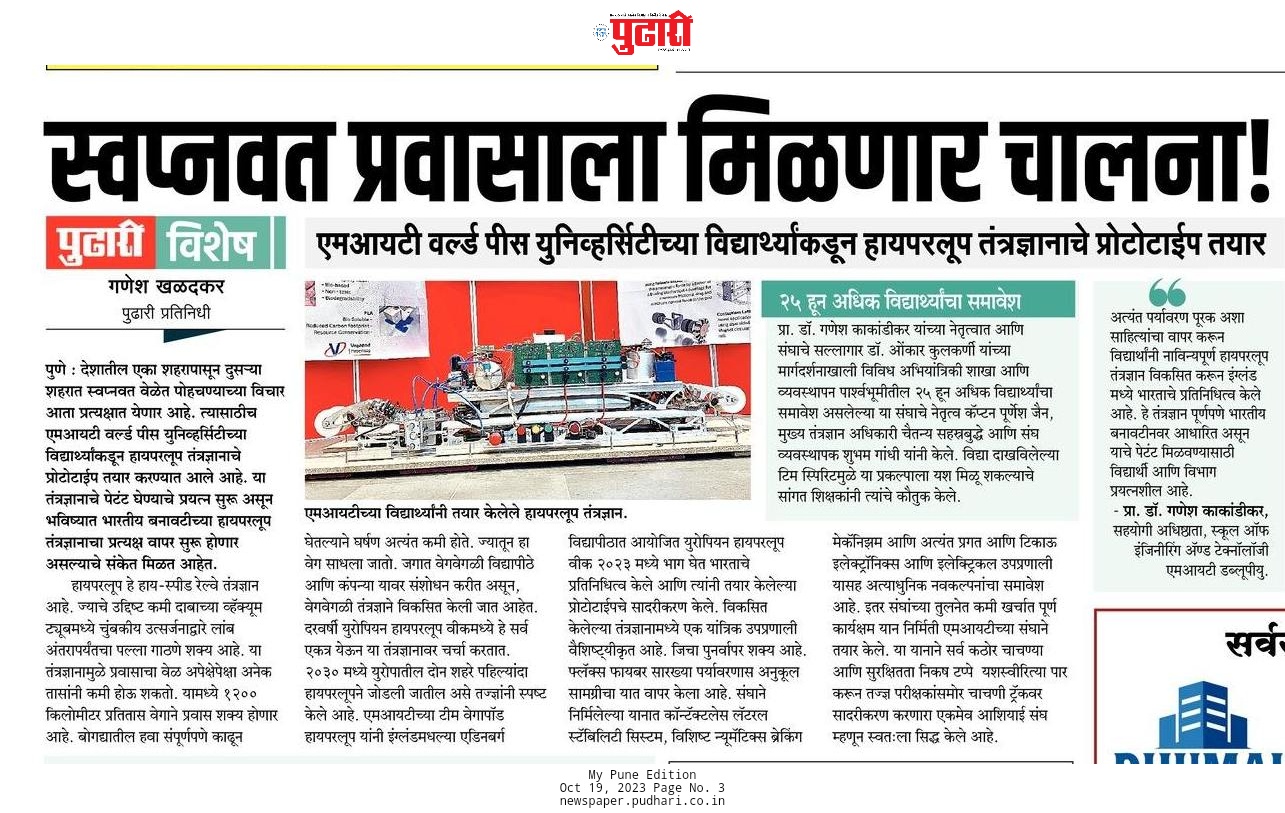 पुढारी
स्वप्नवत प्रवासाला मिळणार चालना!
पुढारी विशेष
एमआयटी वर्ल्ड पीस युनिव्हर्सिटीच्या विद्यार्थ्यांकडून हायपरलूप तंत्रज्ञानाचे प्रोटोटाईप तयार
गणेश खळदकर
पुढारी प्रतिनिधी
पुणे : देशातील एका शहरापासून दुसऱ्या
शहरात स्वप्नवत वेळेत पोहचण्याच्या विचार
आता प्रत्यक्षात येणार आहे. त्यासाठीच
एमआयटी वर्ल्ड पीस युनिव्हर्सिटीच्या
विद्यार्थ्यांकडून हायपरलूप तंत्रज्ञानाचे
प्रोटोटाईप तयार करण्यात आले आहे. या
तंत्रज्ञानाचे पेटंट घेण्याचे प्रयत्न सुरू असून
भविष्यात भारतीय बनावटीच्या हायपरलूप
तंत्रज्ञानाचा प्रत्यक्ष वापर सुरू होणार
असल्याचे संकेत मिळत आहेत.
हायपरलूप हे हाय-स्पीड रेल्वे तंत्रज्ञान
आहे. ज्याचे उद्दिष्ट कमी दाबाच्या व्हॅक्यूम
ट्यूबमध्ये चुंबकीय उत्सर्जनाद्वारे लांब
अंतरापर्यंतचा पल्ला गाठणे शक्य आहे. या
तंत्रज्ञानामुळे प्रवासाचा वेळ अपेक्षेपेक्षा अनेक
तासांनी कमी होऊ शकतो. यामध्ये १२००
किलोमीटर प्रतितास वेगाने प्रवास शक्य होणार
आहे. बोगद्यातील हवा संपूर्णपणे काढून
Bio-based
Non-toxic
Biodegradability
PLA
Bio Soluble
Reduced Carbon footprint
Resource Conservation
एमआयटीच्या विद्यार्थ्यांनी तयार केलेले हायपरलूप तंत्रज्ञान.
घेतल्याने घर्षण अत्यंत कमी होते. ज्यातून हा
वेग साधला जातो. जगात वेगवेगळी विद्यापीठे
आणि कंपन्या यावर संशोधन करीत असून,
वेगवेगळी तंत्रज्ञाने विकसित केली जात आहेत.
दरवर्षी युरोपियन हायपरलूप वीकमध्ये हे सर्व
एकत्र येऊन या तंत्रज्ञानावर चर्चा करतात.
२०३० मध्ये युरोपातील दोन शहरे पहिल्यांदा
हायपरलूपने जोडली जातील असे तज्ज्ञांनी स्पष्ट
केले आहे. एमआयटीच्या टीम वेगापॉड
हायपरलूप यांनी इंग्लंडमधल्या एडिनबर्ग
विद्यापीठात आयोजित युरोपियन हायपरलूप
वीक २०२३ मध्ये भाग घेत भारताचे
प्रतिनिधित्व केले आणि त्यांनी तयार केलेल्या
प्रोटोटाईपचे सादरीकरण केले. विकसित
केलेल्या तंत्रज्ञानामध्ये एक यांत्रिक उपप्रणाली
वैशिष्ट्यीकृत आहे. जिचा पुनर्वापर शक्य आहे.
फ्लॅक्स फायबर सारख्या पर्यावरणास अनुकूल
सामग्रीचा यात वापर केला आहे. संघाने
निर्मिलेल्या यानात कॉन्टॅक्टलेस लॅटरल
स्टॅबिलिटी सिस्टम, विशिष्ट न्यूमॅटिक्स ब्रेकिंग
२५ हून अधिक विद्यार्थ्यांचा समावेश
प्रा. डॉ. गणेश काकांडीकर यांच्या नेतृत्वात आणि
संघाचे सल्लागार डॉ. ओंकार कुलकर्णी यांच्या
मार्गदर्शनाखाली विविध अभियांत्रिकी शाखा आणि
व्यवस्थापन पार्श्वभूमीतील २५ हून अधिक विद्यार्थ्यांचा
समावेश असलेल्या या संघाचे नेतृत्व कॅप्टन पूर्णेश जैन,
मुख्य तंत्रज्ञान अधिकारी चैतन्य सहस्रबुद्धे आणि संघ
व्यवस्थापक शुभम गांधी यांनी केले. विद्या दाखविलेल्या
टिम स्पिरिटमुळे या प्रकल्पाला यश मिळू शकल्याचे
सांगत शिक्षकांनी त्यांचे कौतुक केले.
मेकॅनिझम आणि अत्यंत प्रगत आणि टिकाऊ
इलेक्ट्रॉनिक्स आणि इलेक्ट्रिकल उपप्रणाली
यासह अत्याधुनिक नवकल्पनांचा समावेश
आहे. इतर संघांच्या तुलनेत कमी खर्चात पूर्ण
कार्यक्षम यान निर्मिती एमआयटीच्या संघाने
तयार केले. या यानाने सर्व कठोर चाचण्या
आणि सुरक्षितता निकष टप्पे यशस्वीरित्या पार
करून तज्ज्ञ परीक्षकांसमोर चाचणी ट्रॅकवर
सादरीकरण करणारा एकमेव आशियाई संघ
म्हणून स्वतःला सिद्ध केले आहे.
अत्यंत पर्यावरण पूरक अशा
साहित्यांचा वापर करून
विद्यार्थींनी नाविन्यपूर्ण हायपरलूप
तंत्रज्ञान विकसित करून इंग्लंड
मध्ये भारताचे प्रतिनिधित्व केले
आहे. हे तंत्रज्ञान पूर्णपणे भारतीय
बनावटीनवर आधारित असून
याचे पेटंट मिळवण्यासाठी
विद्यार्थी आणि विभाग
प्रयत्नशील आहे.
- प्रा. डॉ. गणेश काकांडीकर,
सहयोगी अधिष्ठाता, स्कूल ऑफ
इंजिनीरिंग अॅण्ड टेक्नॉलॉजी
एमआयटी डब्लूपीयु.
My Pune Edition
Oct 19, 2023 Page No. 3
newspaper.pudhari.co.in